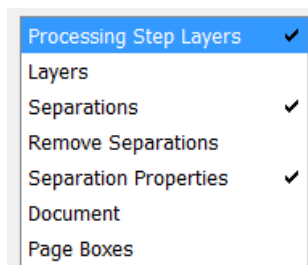 Processing Step Layers ✓
Layers
Separations ✓
Remove Separations
Separation Properties ✓
Document
Page Boxes